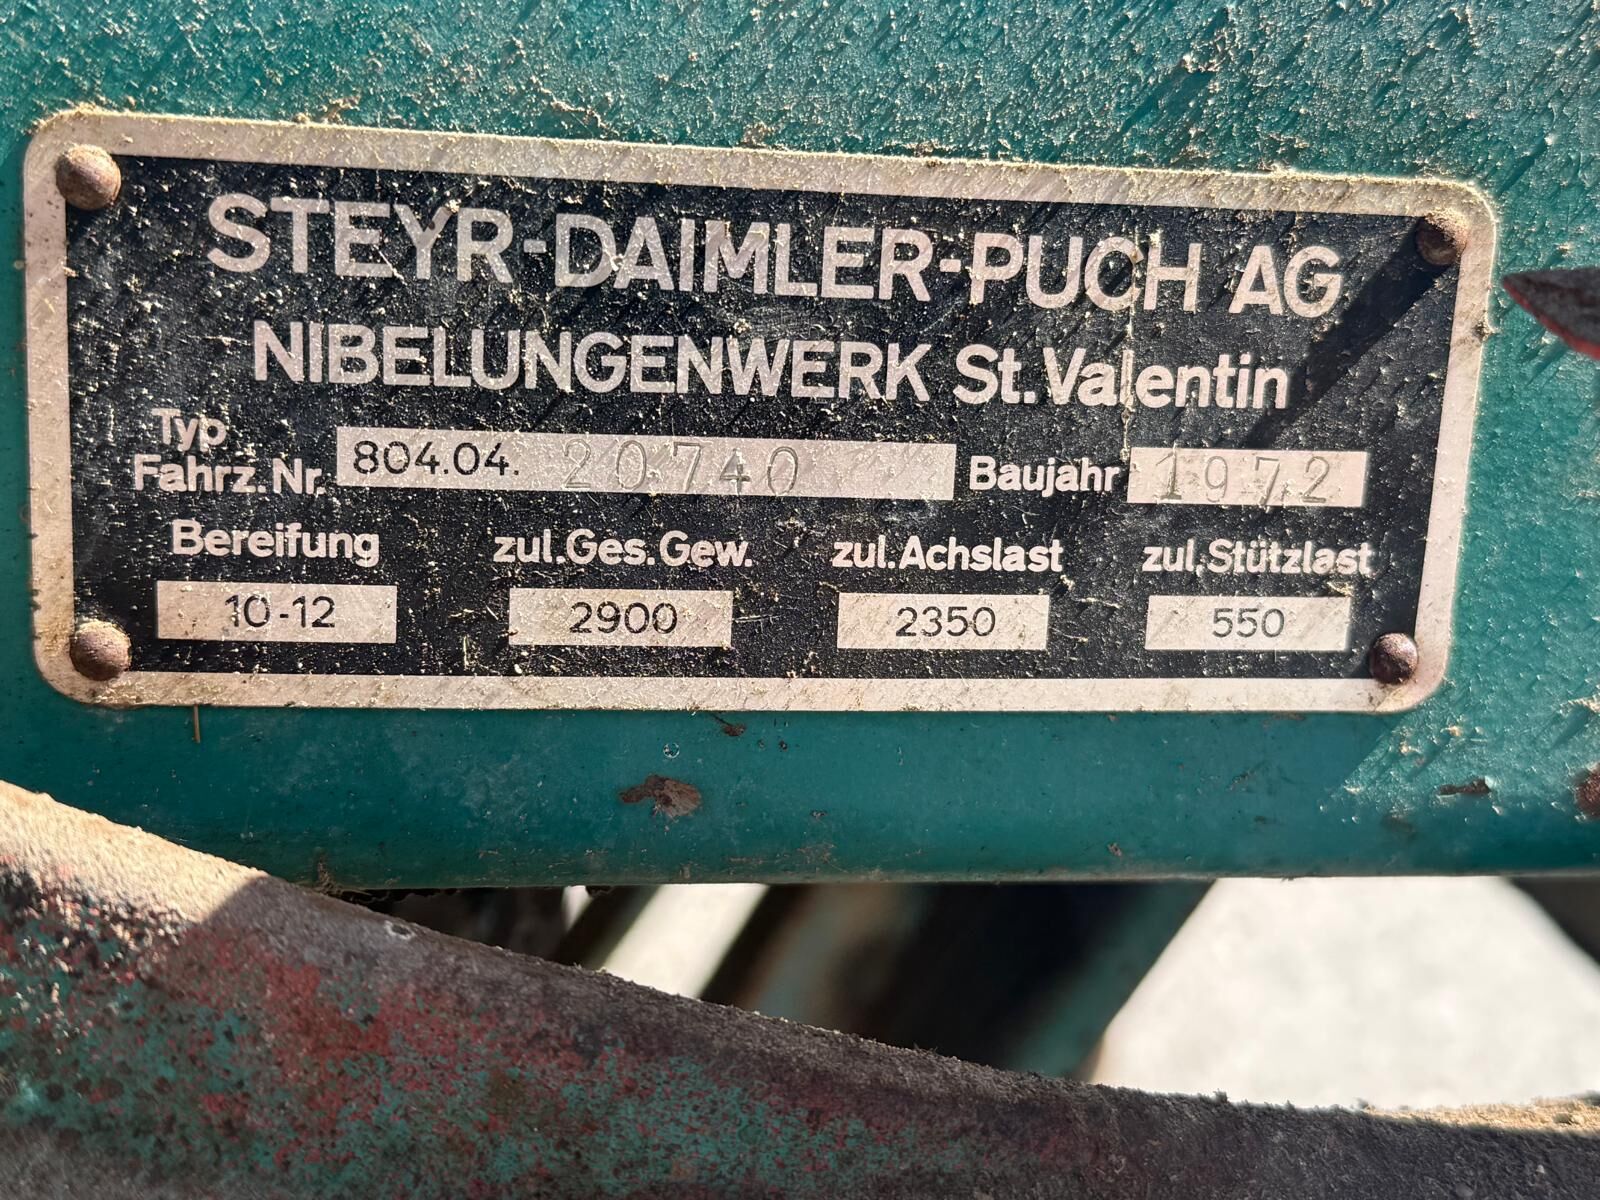 STEYR-DAIMLER-PUCH AG
NIBELUNGENWERK St.Valentin
Typ
Fahrz.Nr. 804.04. 20740 Baujahr 1972
Bereifung zul.Ges.Gew. zul.Achslast zul.Stützlast
10-12 2900 2350 550